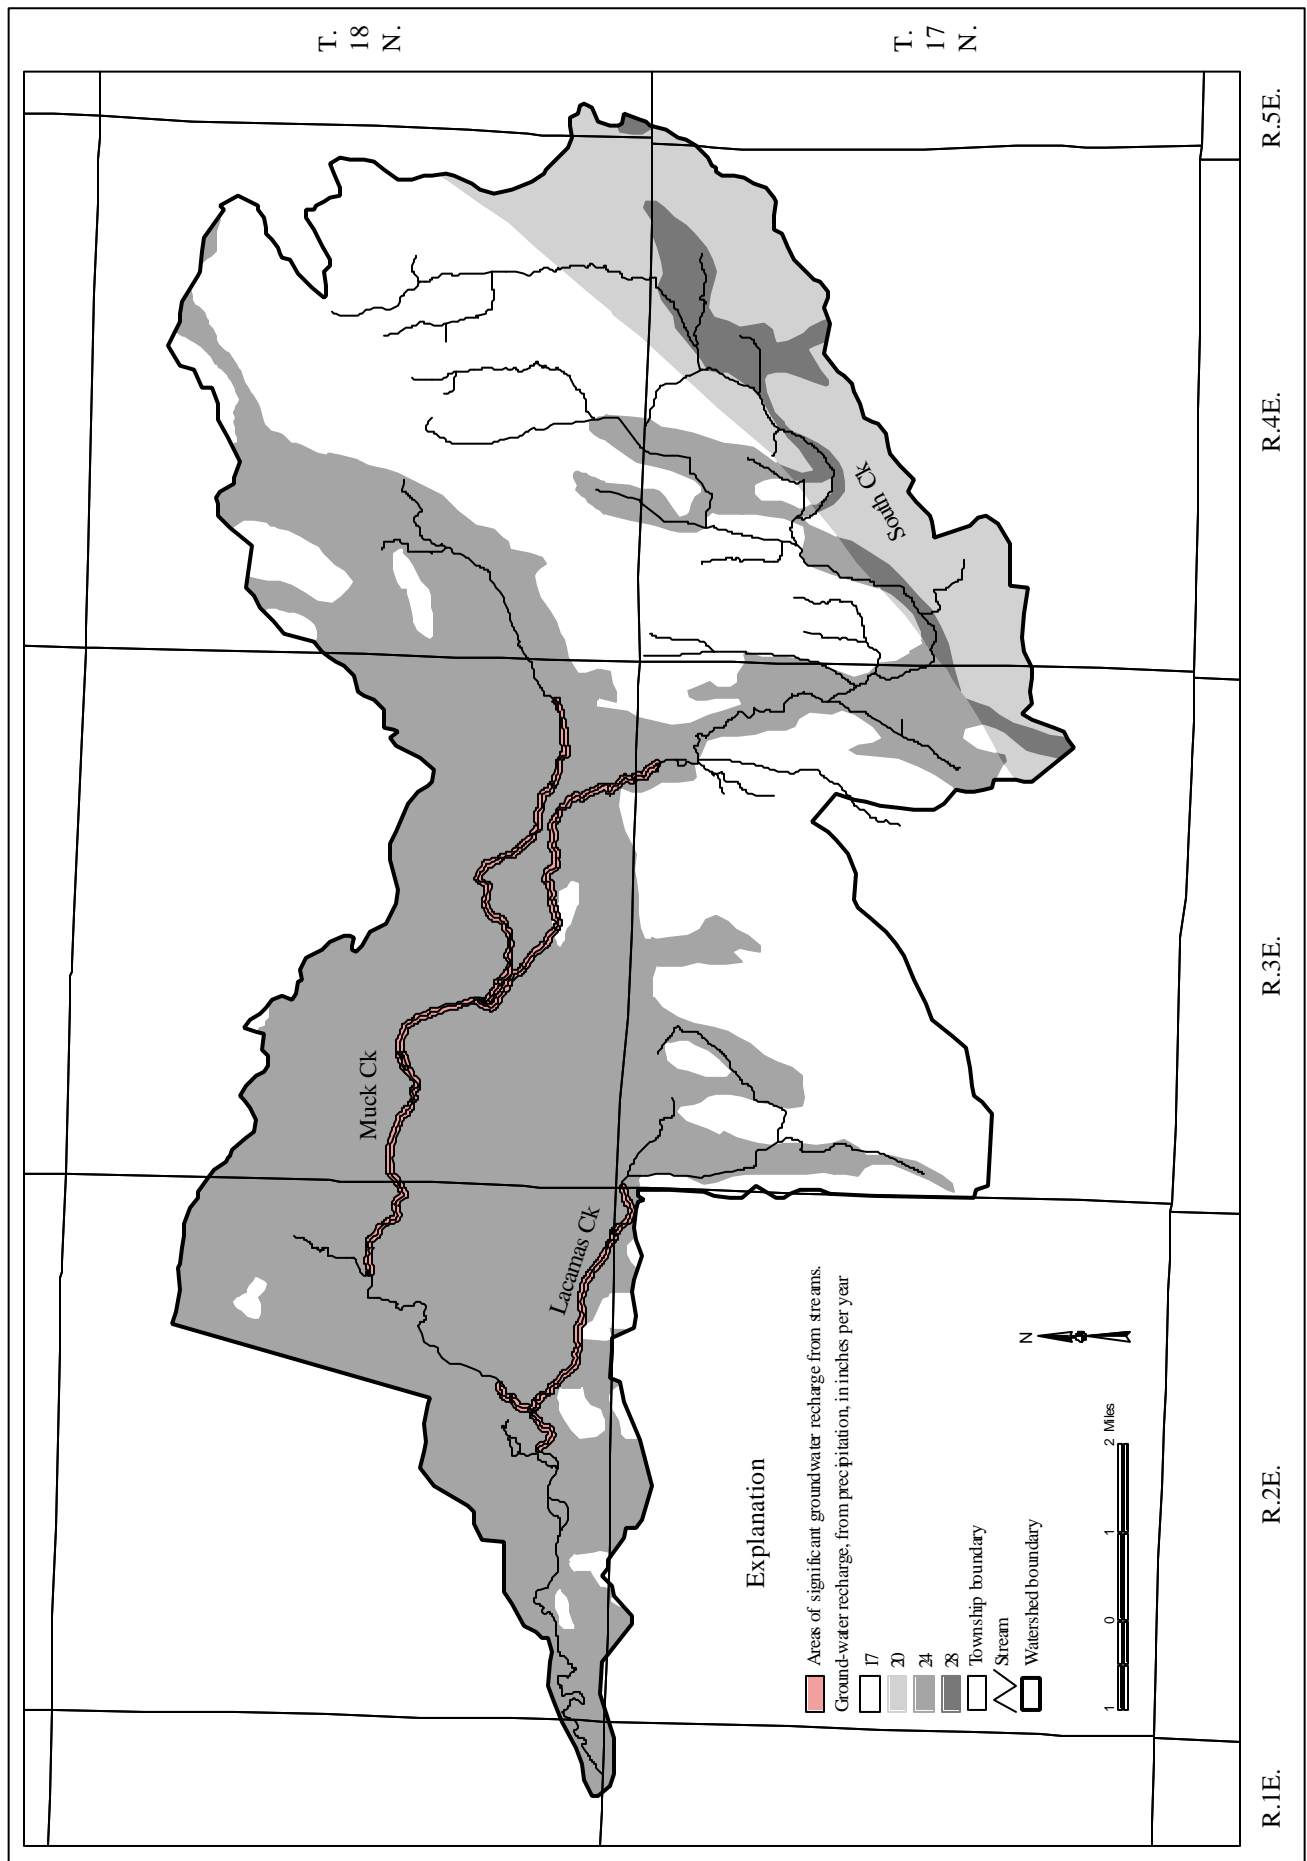 T.
18
N.
T.
17
N.
R.5E.
R.4E.
R.3E.
R.2E.
R.1E.
South Ck
Muck Ck
Lacamas Ck
Explanation
Areas of significant groundwater recharge from streams.
Ground-water recharge, from precipitation, in inches per year
17
20
24
28
Township boundary
Stream
Watershed boundary
N
1 0 1 2 Miles